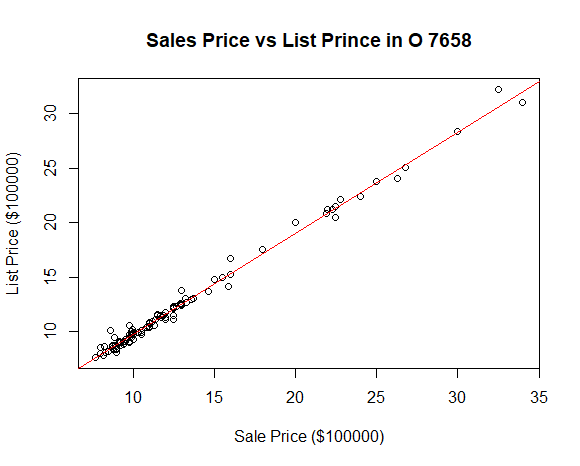 Sales Price vs List Prince in O 7658
List Price ($100000)
30
25
20
15
10
10 15 20 25 30 35
Sale Price ($100000)